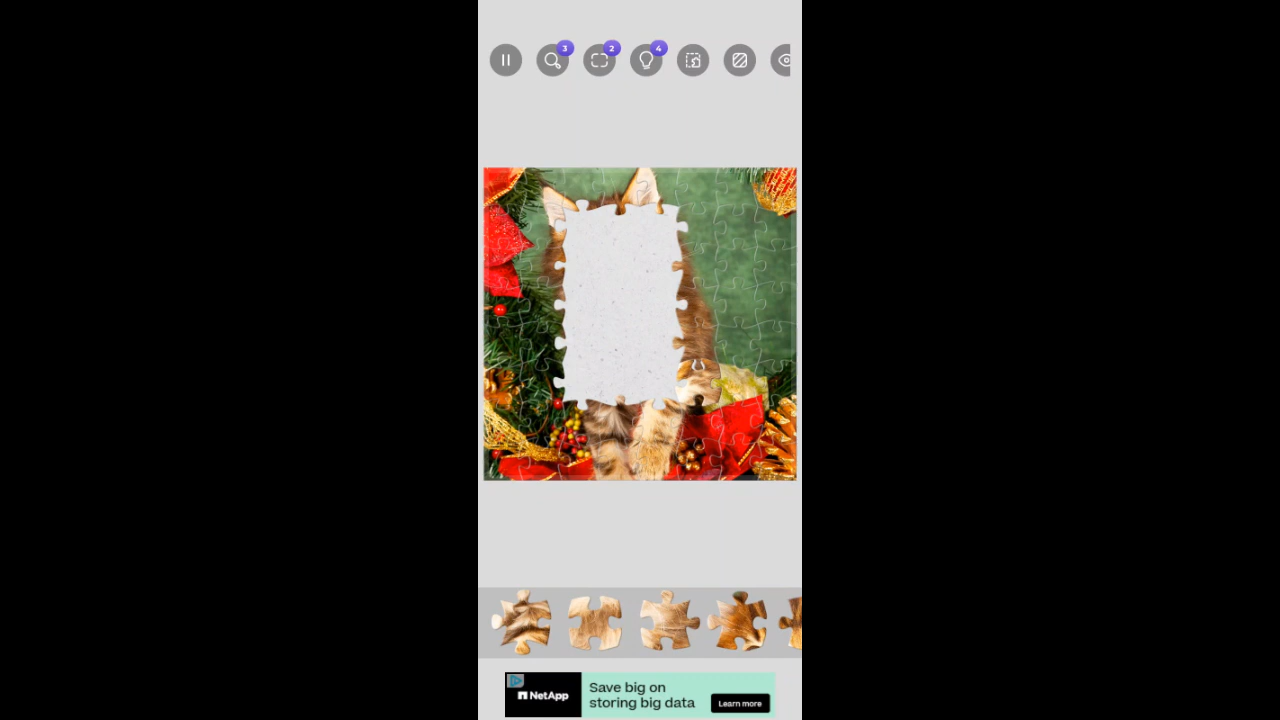 3
2
4
NetApp
Save big on
storing big data
Learn more